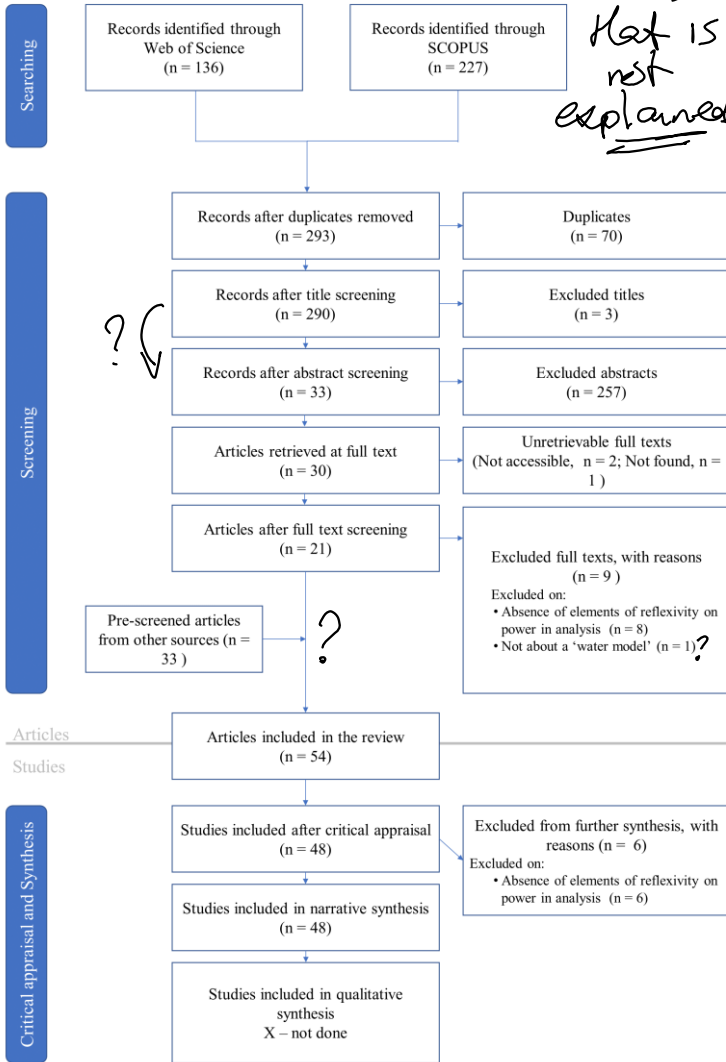 Searching
Records identified through
Web of Science
(n = 136)
Records identified through
SCOPUS
(n = 227)
that is
not
explained
Screening
Records after duplicates removed
(n = 293)
Duplicates
(n = 70)
Records after title screening
(n = 290)
Excluded titles
(n = 3)
?
Records after abstract screening
(n = 33)
Excluded abstracts
(n = 257)
Articles retrieved at full text
(n = 30)
Unretrievable full texts
(Not accessible, n = 2; Not found, n =
1 )
Articles after full text screening
(n = 21)
Excluded full texts, with reasons
(n = 9 )
Excluded on:
• Absence of elements of reflexivity on
power in analysis (n = 8)
• Not about a ‘water model’ (n = 1)?
Pre-screened articles
from other sources (n =
33 )
?
Articles
Studies
Articles included in the review
(n = 54)
Critical appraisal and Synthesis
Studies included after critical appraisal
(n = 48)
Excluded from further synthesis, with
reasons (n = 6)
Excluded on:
• Absence of elements of reflexivity on
power in analysis (n = 6)
Studies included in narrative synthesis
(n = 48)
Studies included in qualitative
synthesis
X – not done